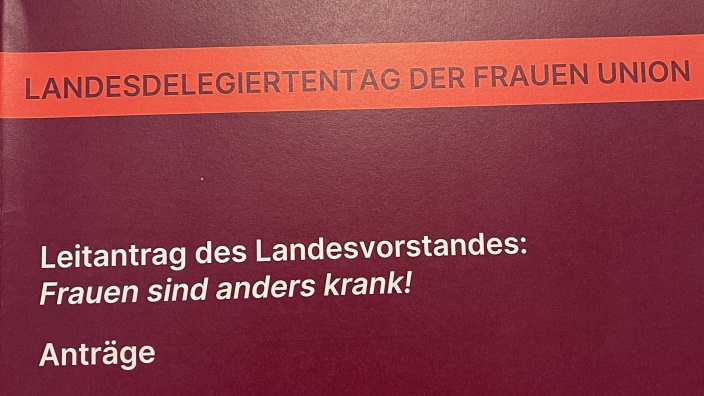 LANDESDELEGIERTENTAG DER FRAUEN UNION
Leitantrag des Landesvorstandes:
Frauen sind anders krank!
Anträge